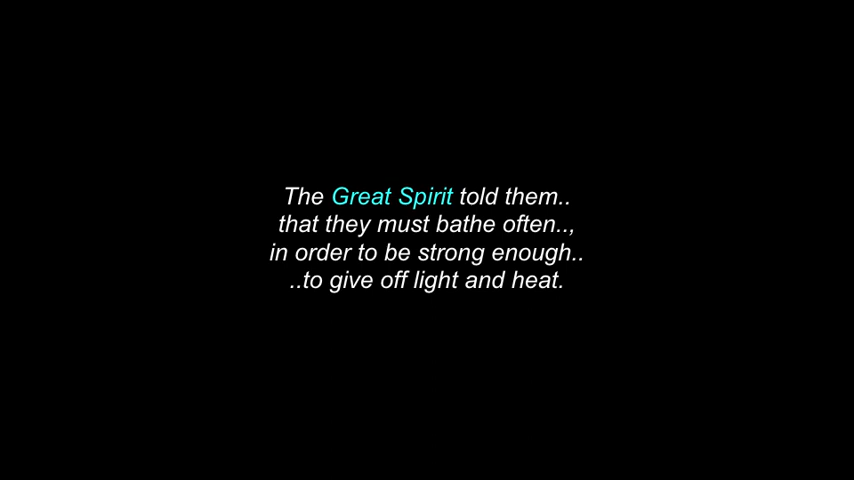 The Great Spirit told them..
that they must bathe often..,
in order to be strong enough..
..to give off light and heat.